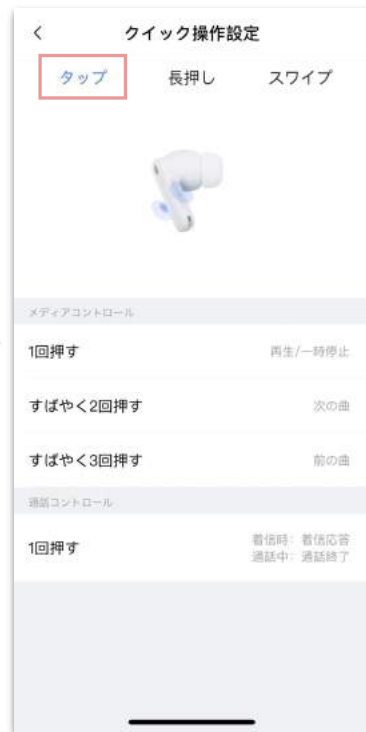 クイック操作設定
タップ 長押し スワイプ
メディアコントロール
1回押す 再生/一時停止
すばやく2回押す 次の曲
すばやく3回押す 前の曲
通話コントロール
1回押す 着信時: 着信応答
通話中: 通話終了